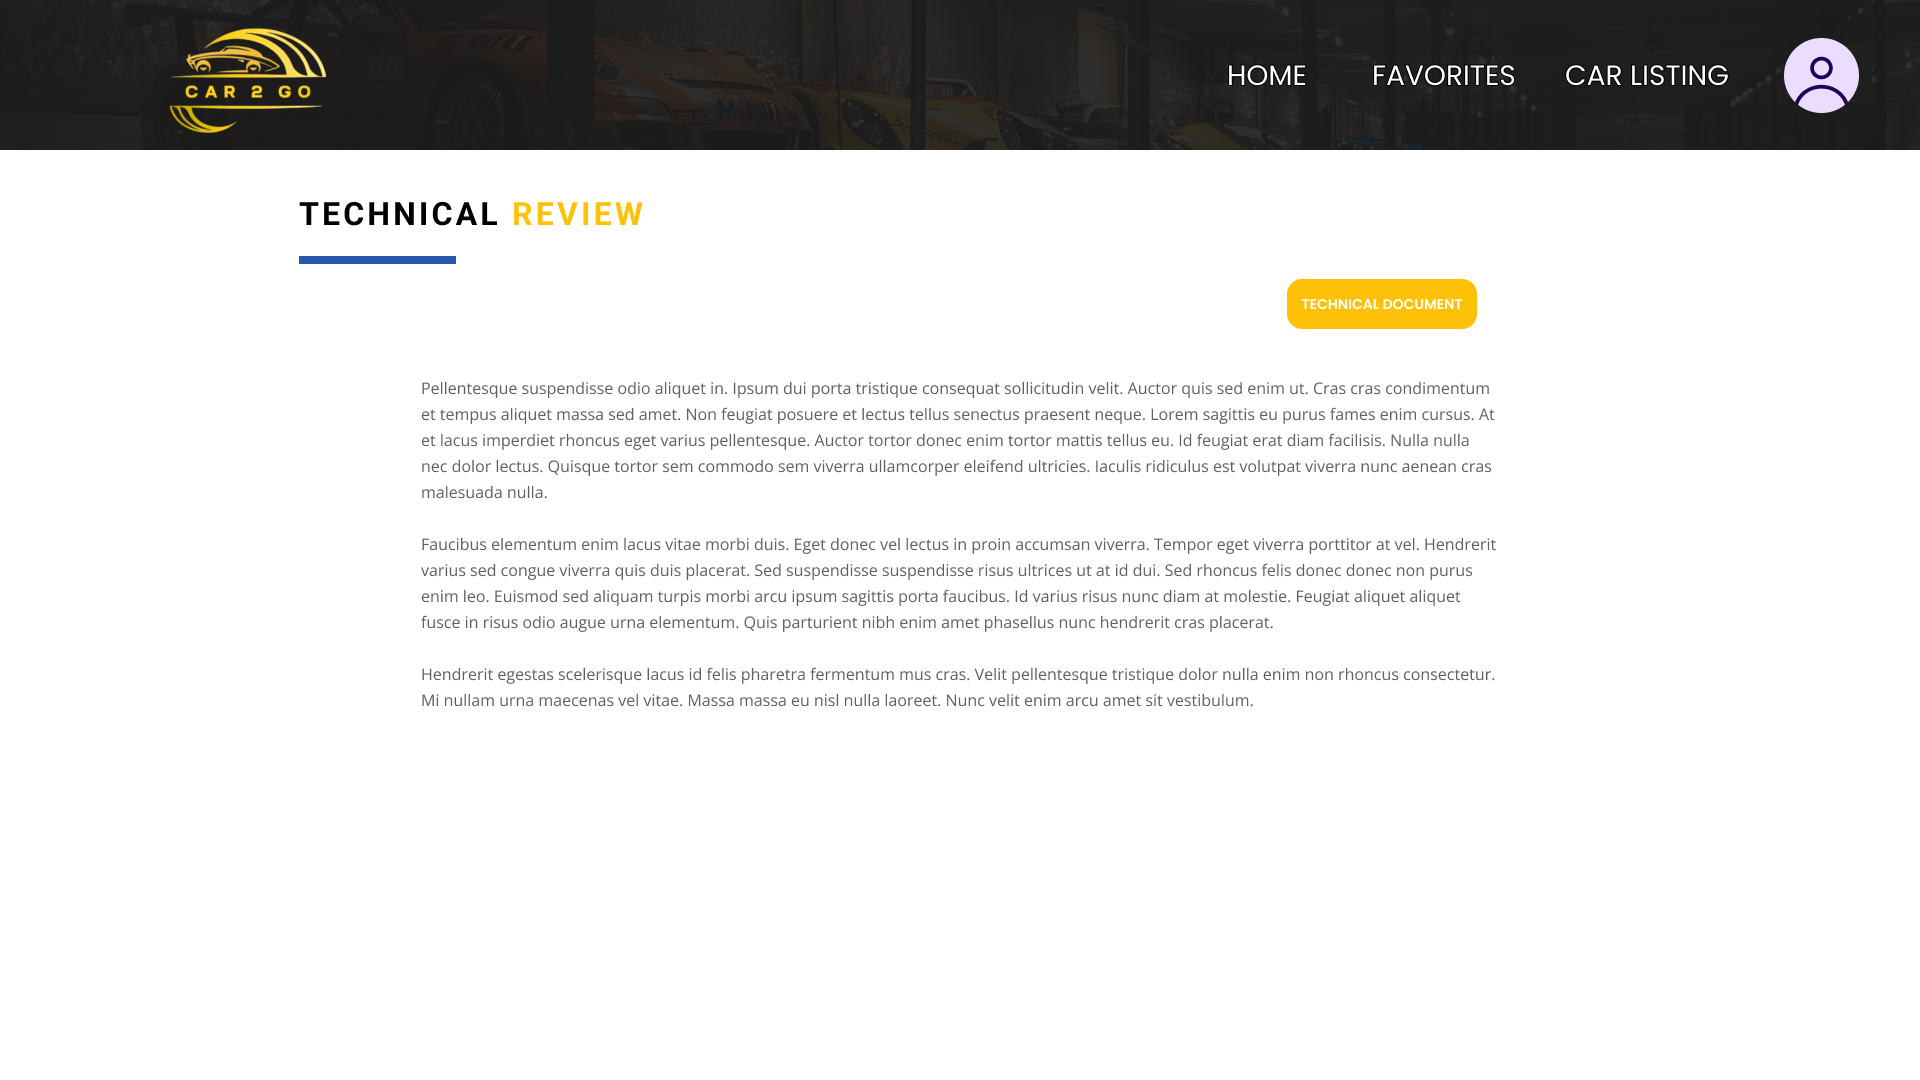 CAR 2 GO
HOME FAVORITES CAR LISTING
TECHNICAL REVIEW
TECHNICAL DOCUMENT
Pellentesque suspendisse odio aliquet in. Ipsum dui porta tristique consequat sollicitudin velit. Auctor quis sed enim ut. Cras cras condimentum
et tempus aliquet massa sed amet. Non feugiat posuere et lectus tellus senectus praesent neque. Lorem sagittis eu purus fames enim cursus. At
et lacus imperdiet rhoncus eget varius pellentesque. Auctor tortor donec enim tortor mattis tellus eu. Id feugiat erat diam facilisis. Nulla nulla
nec dolor lectus. Quisque tortor sem commodo sem viverra ullamcorper eleifend ultricies. Iaculis ridiculus est volutpat viverra nunc aenean cras
malesuada nulla.
Faucibus elementum enim lacus vitae morbi duis. Eget donec vel lectus in proin accumsan viverra. Tempor eget viverra porttitor at vel. Hendrerit
varius sed congue viverra quis duis placerat. Sed suspendisse suspendisse risus ultrices ut at id dui. Sed rhoncus felis donec donec non purus
enim leo. Euismod sed aliquam turpis morbi arcu ipsum sagittis porta faucibus. Id varius risus nunc diam at molestie. Feugiat aliquet aliquet
fusce in risus odio augue urna elementum. Quis parturient nibh enim amet phasellus nunc hendrerit cras placerat.
Hendrerit egestas scelerisque lacus id felis pharetra fermentum mus cras. Velit pellentesque tristique dolor nulla enim non rhoncus consectetur.
Mi nullam urna maecenas vel vitae. Massa massa eu nisl nulla laoreet. Nunc velit enim arcu amet sit vestibulum.